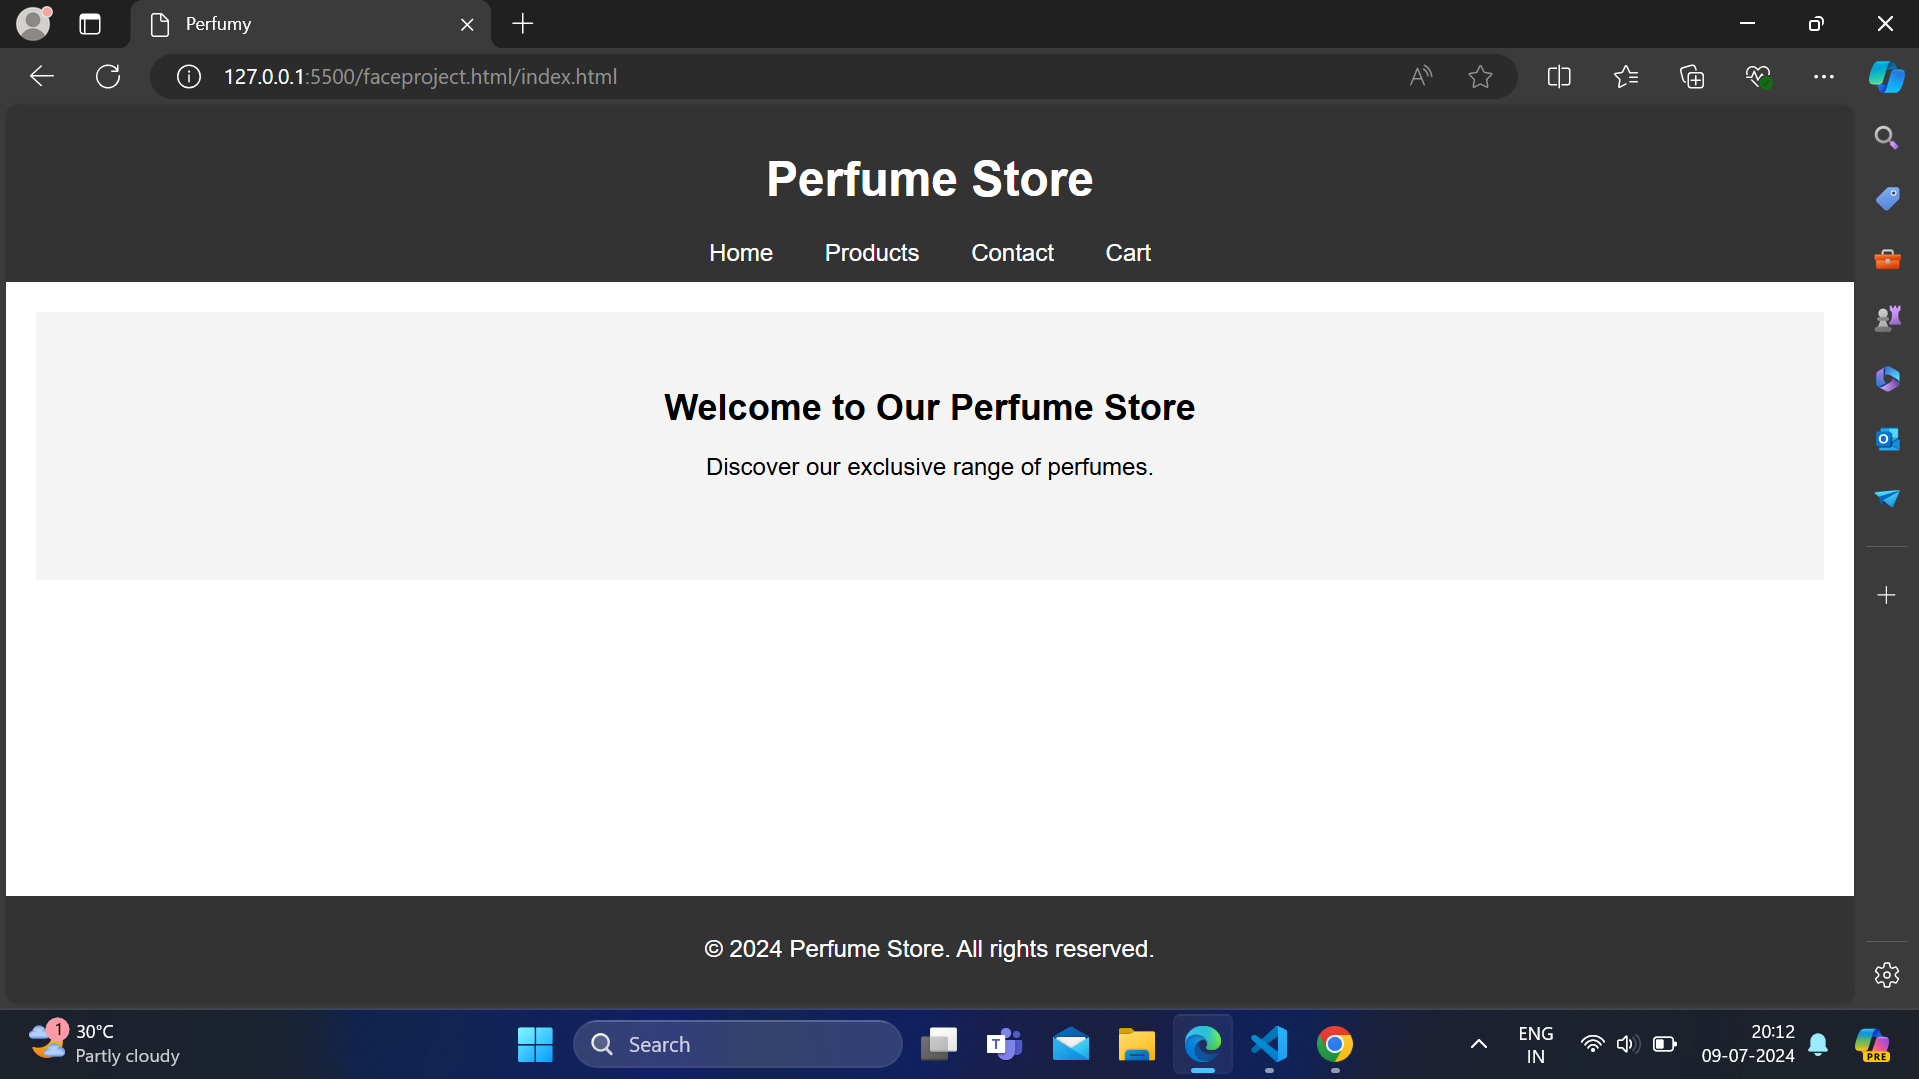 Perfumy
127.0.0.1:5500/faceproject.html/index.html
Perfume Store
Home Products Contact Cart
Welcome to Our Perfume Store
Discover our exclusive range of perfumes.
© 2024 Perfume Store. All rights reserved.
1
30°C
Partly cloudy
Search
ENG
IN
20:12
09-07-2024
PRE